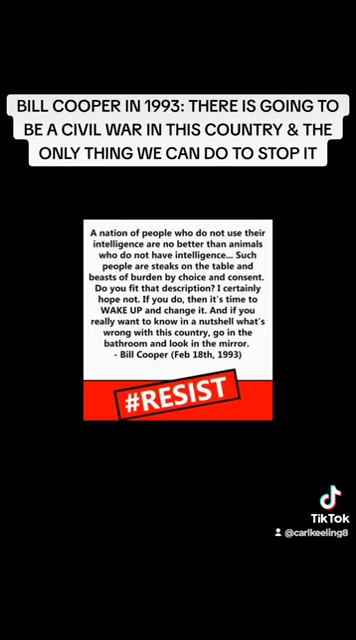 BILL COOPER IN 1993: THERE IS GOING TO
BE A CIVIL WAR IN THIS COUNTRY & THE
ONLY THING WE CAN DO TO STOP IT
A nation of people who do not use their
intelligence are no better than animals
who do not have intelligence... Such
people are steaks on the table and
beasts of burden by choice and consent.
Do you fit that description? I certainly
hope not. If you do, then it's time to
WAKE UP and change it. And if you
really want to know in a nutshell what's
wrong with this country, go in the
bathroom and look in the mirror.
- Bill Cooper (Feb 18th, 1993)
#RESIST
TikTok
@carlkeeling8